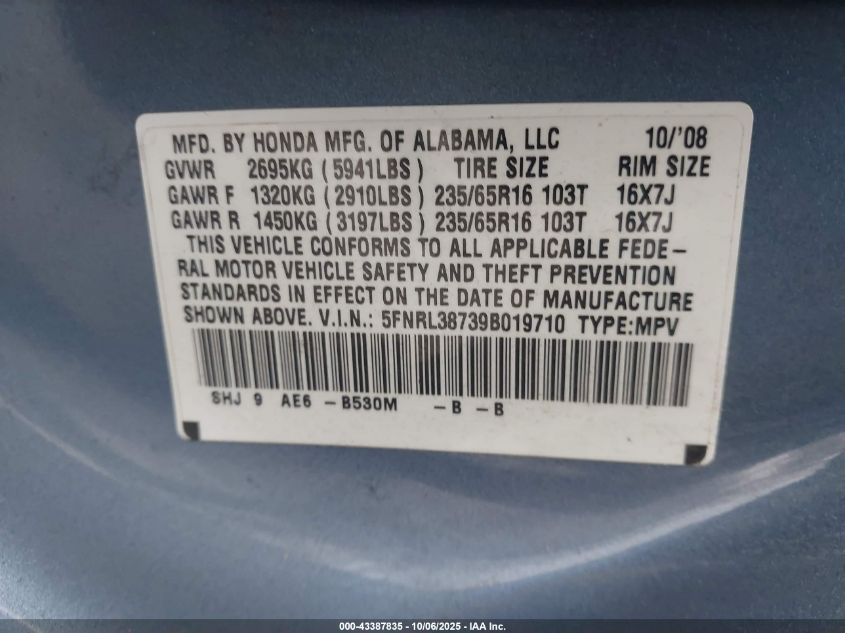 MFD. BY HONDA MFG. OF ALABAMA, LLC 10/'08
GVWR 2695KG ( 5941LBS ) TIRE SIZE RIM SIZE
GAWR F 1320KG ( 2910LBS ) 235/65R16 103T 16X7J
GAWR R 1450KG ( 3197LBS ) 235/65R16 103T 16X7J
THIS VEHICLE CONFORMS TO ALL APPLICABLE FEDE-
RAL MOTOR VEHICLE SAFETY AND THEFT PREVENTION
STANDARDS IN EFFECT ON THE DATE OF MANUFACTURE
SHOWN ABOVE. V.I.N.: 5FNRL38739B019710 TYPE:MPV
SHJ 9 AE6 -B530M -B -B
000-43387835 - 10/06/2025 - IAA Inc.